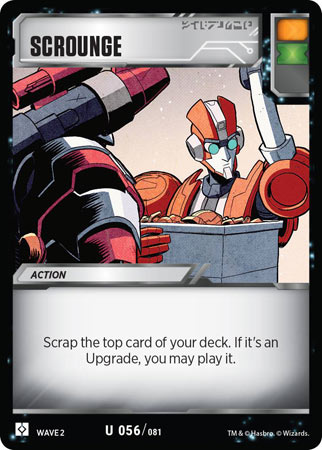 SCROUNGE
ACTION
Scrap the top card of your deck. If it's an
Upgrade, you may play it.
WAVE 2
U 056/081
TM & © Hasbro. © Wizards.